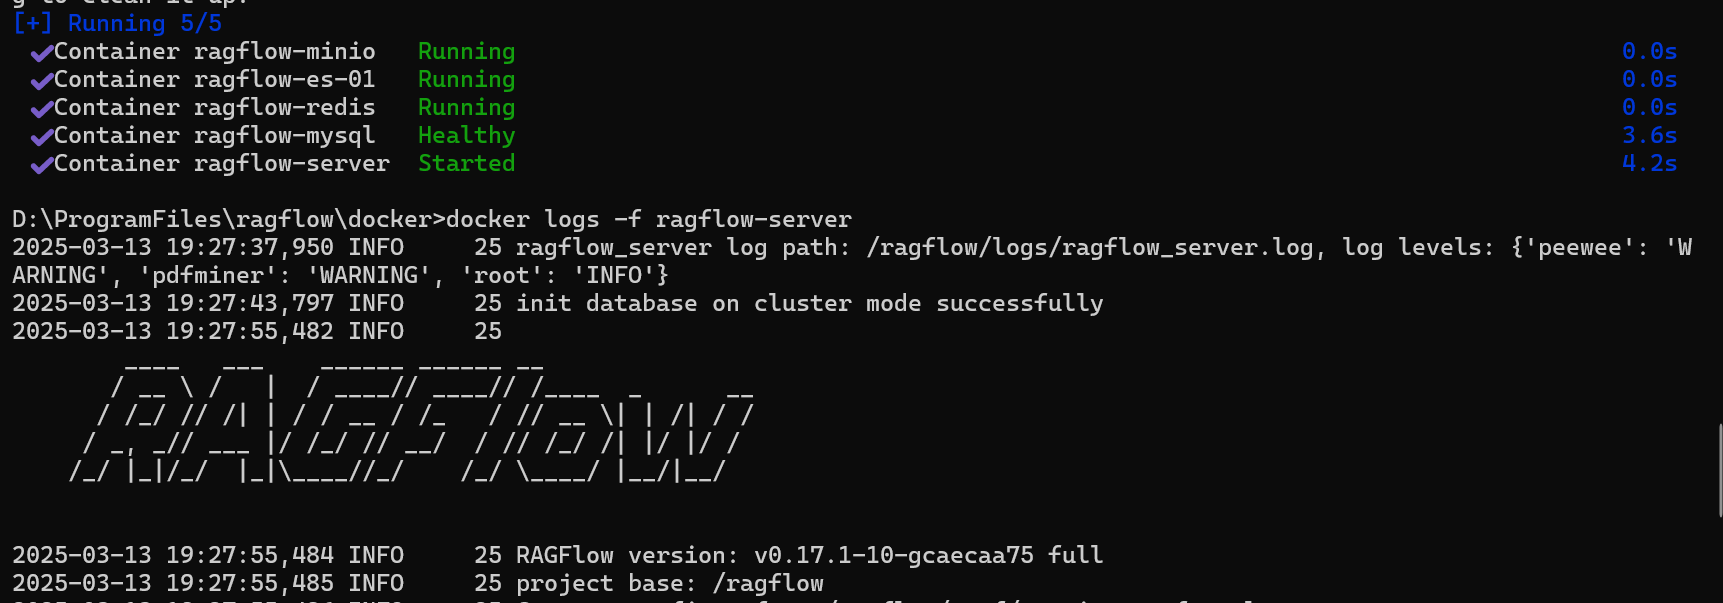 g to clean it up.
[+] Running 5/5
✔Container ragflow-minio Running 0.0s
✔Container ragflow-es-01 Running 0.0s
✔Container ragflow-redis Running 0.0s
✔Container ragflow-mysql Healthy 3.6s
✔Container ragflow-server Started 4.2s
D:\ProgramFiles\ragflow\docker>docker logs -f ragflow-server
2025-03-13 19:27:37,950 INFO 25 ragflow_server log path: /ragflow/logs/ragflow_server.log, log levels: {'peewee': 'W
ARNING', 'pdfminer': 'WARNING', 'root': 'INFO'}
2025-03-13 19:27:43,797 INFO 25 init database on cluster mode successfully
2025-03-13 19:27:55,482 INFO 25
RAGFlow
2025-03-13 19:27:55,484 INFO 25 RAGFlow version: v0.17.1-10-gcaecaa75 full
2025-03-13 19:27:55,485 INFO 25 project base: /ragflow